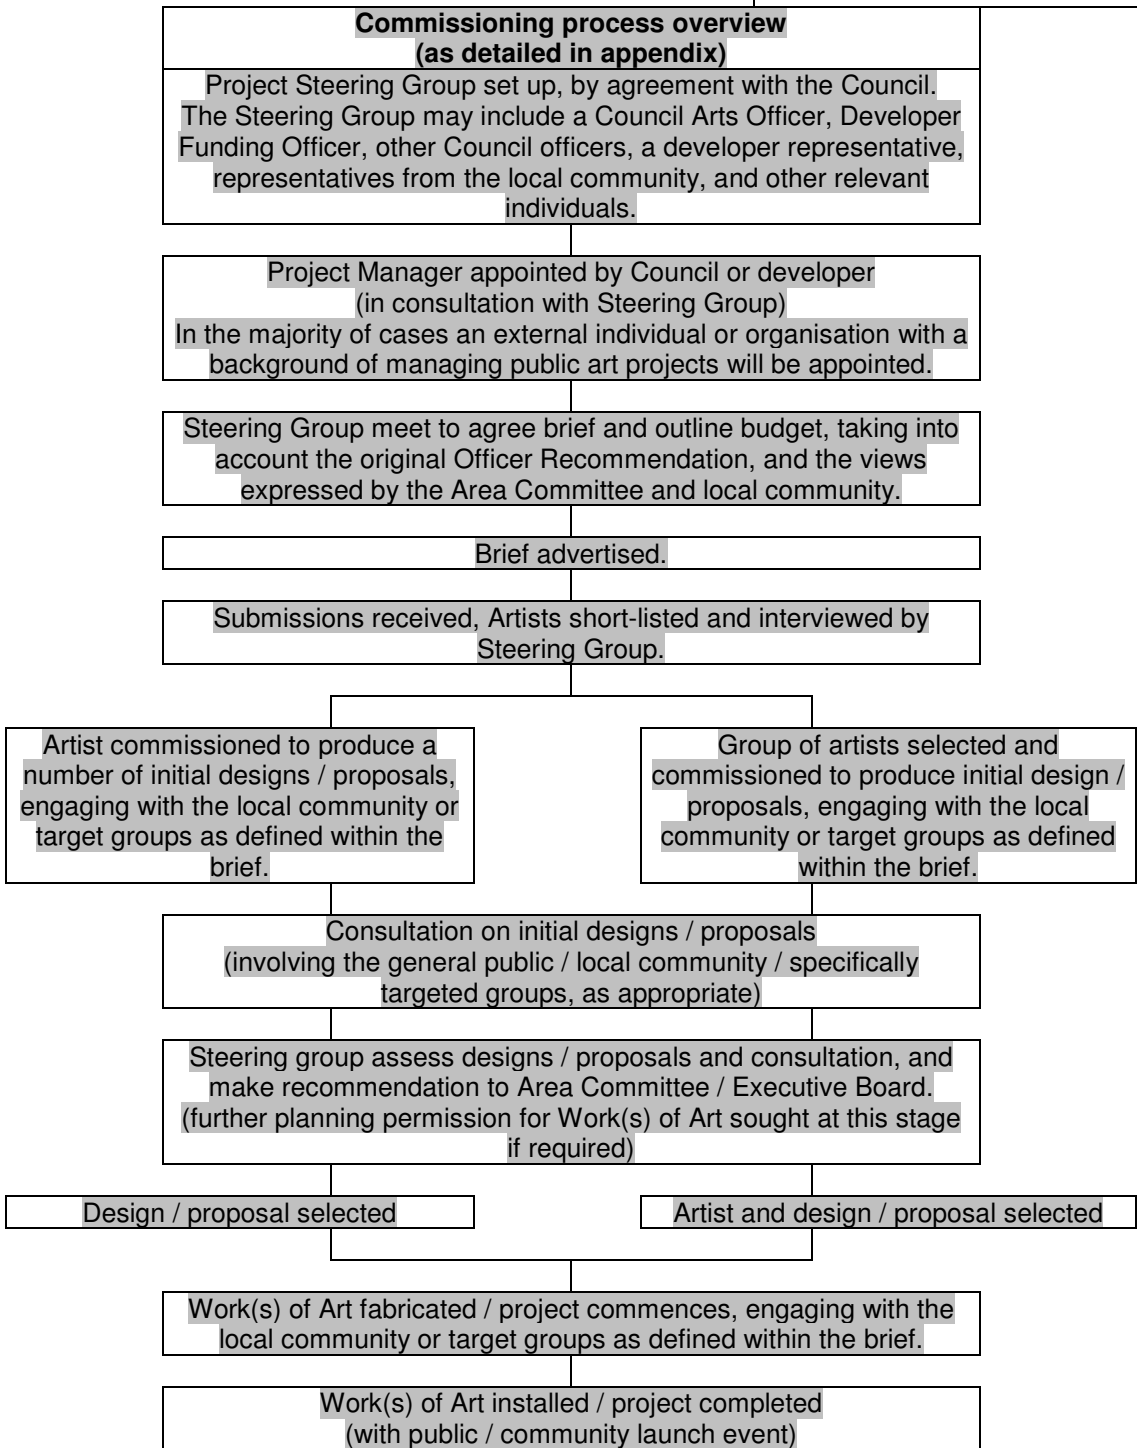 Commissioning process overview
(as detailed in appendix)
Project Steering Group set up, by agreement with the Council.
The Steering Group may include a Council Arts Officer, Developer
Funding Officer, other Council officers, a developer representative,
representatives from the local community, and other relevant
individuals.
Project Manager appointed by Council or developer
(in consultation with Steering Group)
In the majority of cases an external individual or organisation with a
background of managing public art projects will be appointed.
Steering Group meet to agree brief and outline budget, taking into
account the original Officer Recommendation, and the views
expressed by the Area Committee and local community.
Brief advertised.
Submissions received, Artists short-listed and interviewed by
Steering Group.
Artist commissioned to produce a
number of initial designs / proposals,
engaging with the local community or
target groups as defined within the
brief.
Group of artists selected and
commissioned to produce initial design /
proposals, engaging with the local
community or target groups as defined
within the brief.
Consultation on initial designs / proposals
(involving the general public / local community / specifically
targeted groups, as appropriate)
Steering group assess designs / proposals and consultation, and
make recommendation to Area Committee / Executive Board.
(further planning permission for Work(s) of Art sought at this stage
if required)
Design / proposal selected
Artist and design / proposal selected
Work(s) of Art fabricated / project commences, engaging with the
local community or target groups as defined within the brief.
Work(s) of Art installed / project completed
(with public / community launch event)